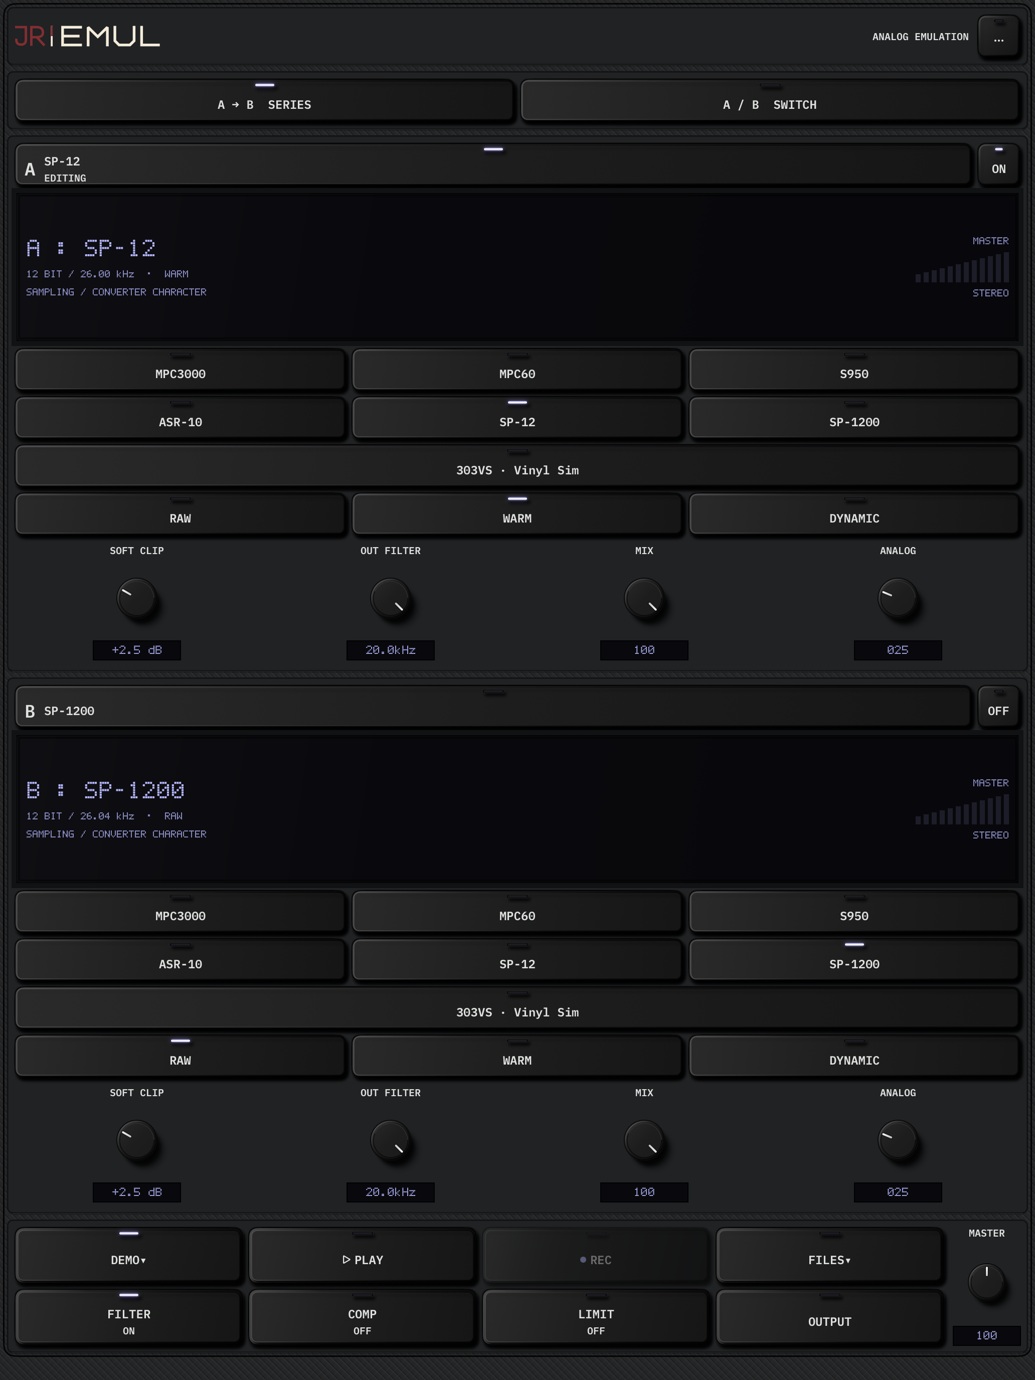 JR EMUL
ANALOG EMULATION
...
A → B SERIES
A / B SWITCH
A
SP-12
EDITING
ON
A : SP-12
12 BIT / 26.00 kHz · WARM
SAMPLING / CONVERTER CHARACTER
MASTER
STEREO
MPC3000
MPC60
S950
ASR-10
SP-12
SP-1200
303VS · Vinyl Sim
RAW
WARM
DYNAMIC
SOFT CLIP
OUT FILTER
MIX
ANALOG
+2.5 dB
20.0kHz
100
025
B SP-1200
OFF
B : SP-1200
12 BIT / 26.04 kHz · RAW
SAMPLING / CONVERTER CHARACTER
MASTER
STEREO
MPC3000
MPC60
S950
ASR-10
SP-12
SP-1200
303VS · Vinyl Sim
RAW
WARM
DYNAMIC
SOFT CLIP
OUT FILTER
MIX
ANALOG
+2.5 dB
20.0kHz
100
025
DEMO▾
▷ PLAY
● REC
FILES▾
MASTER
FILTER
ON
COMP
OFF
LIMIT
OFF
OUTPUT
100